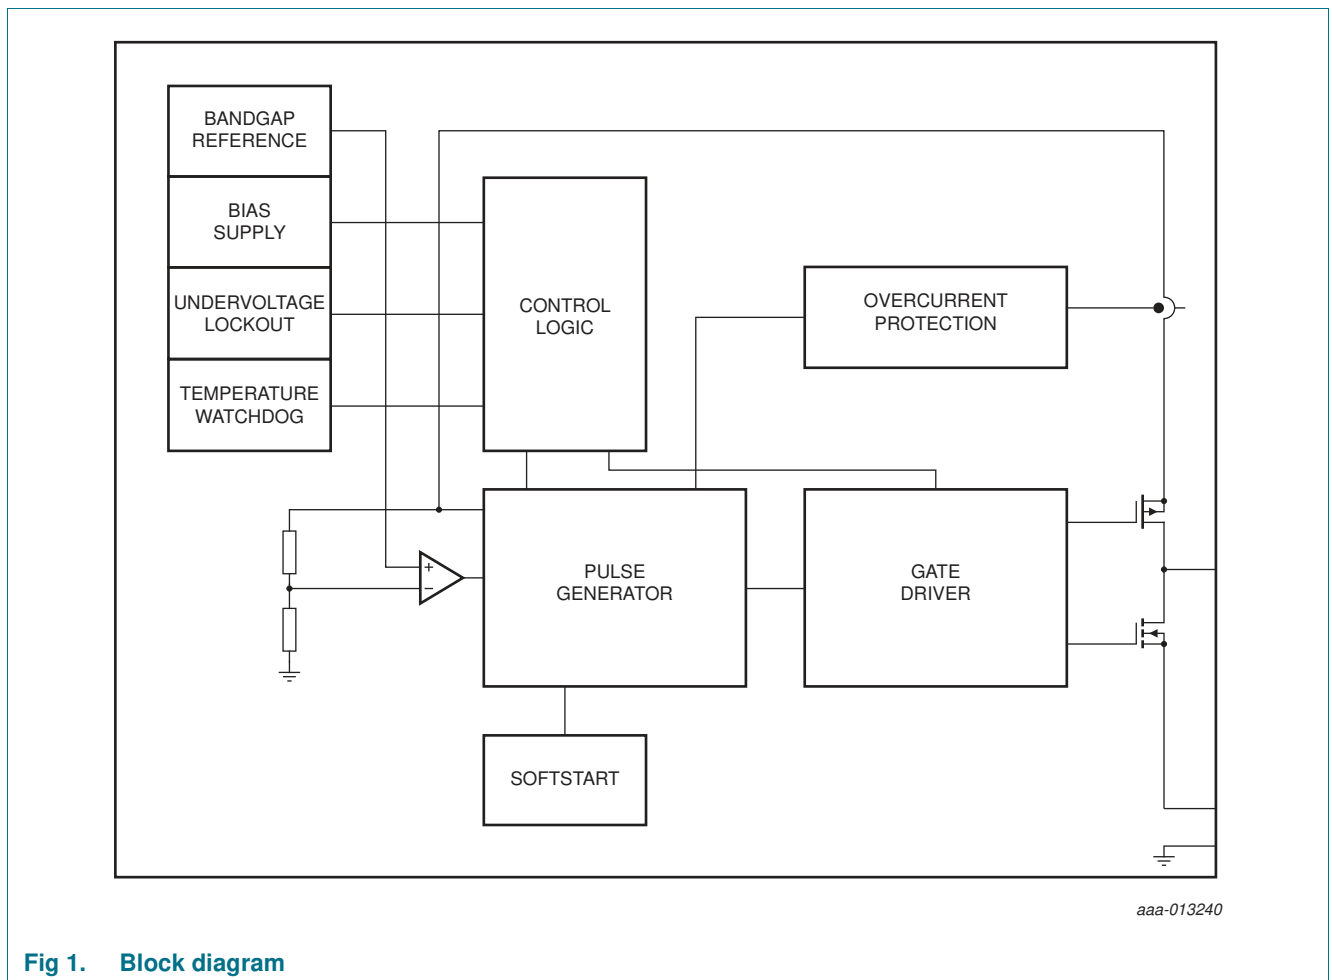 BANDGAP
REFERENCE
BIAS
SUPPLY
UNDERVOLTAGE
LOCKOUT
TEMPERATURE
WATCHDOG
CONTROL
LOGIC
OVERCURRENT
PROTECTION
+
−
PULSE
GENERATOR
GATE
DRIVER
SOFTSTART
aaa-013240
Fig 1. Block diagram